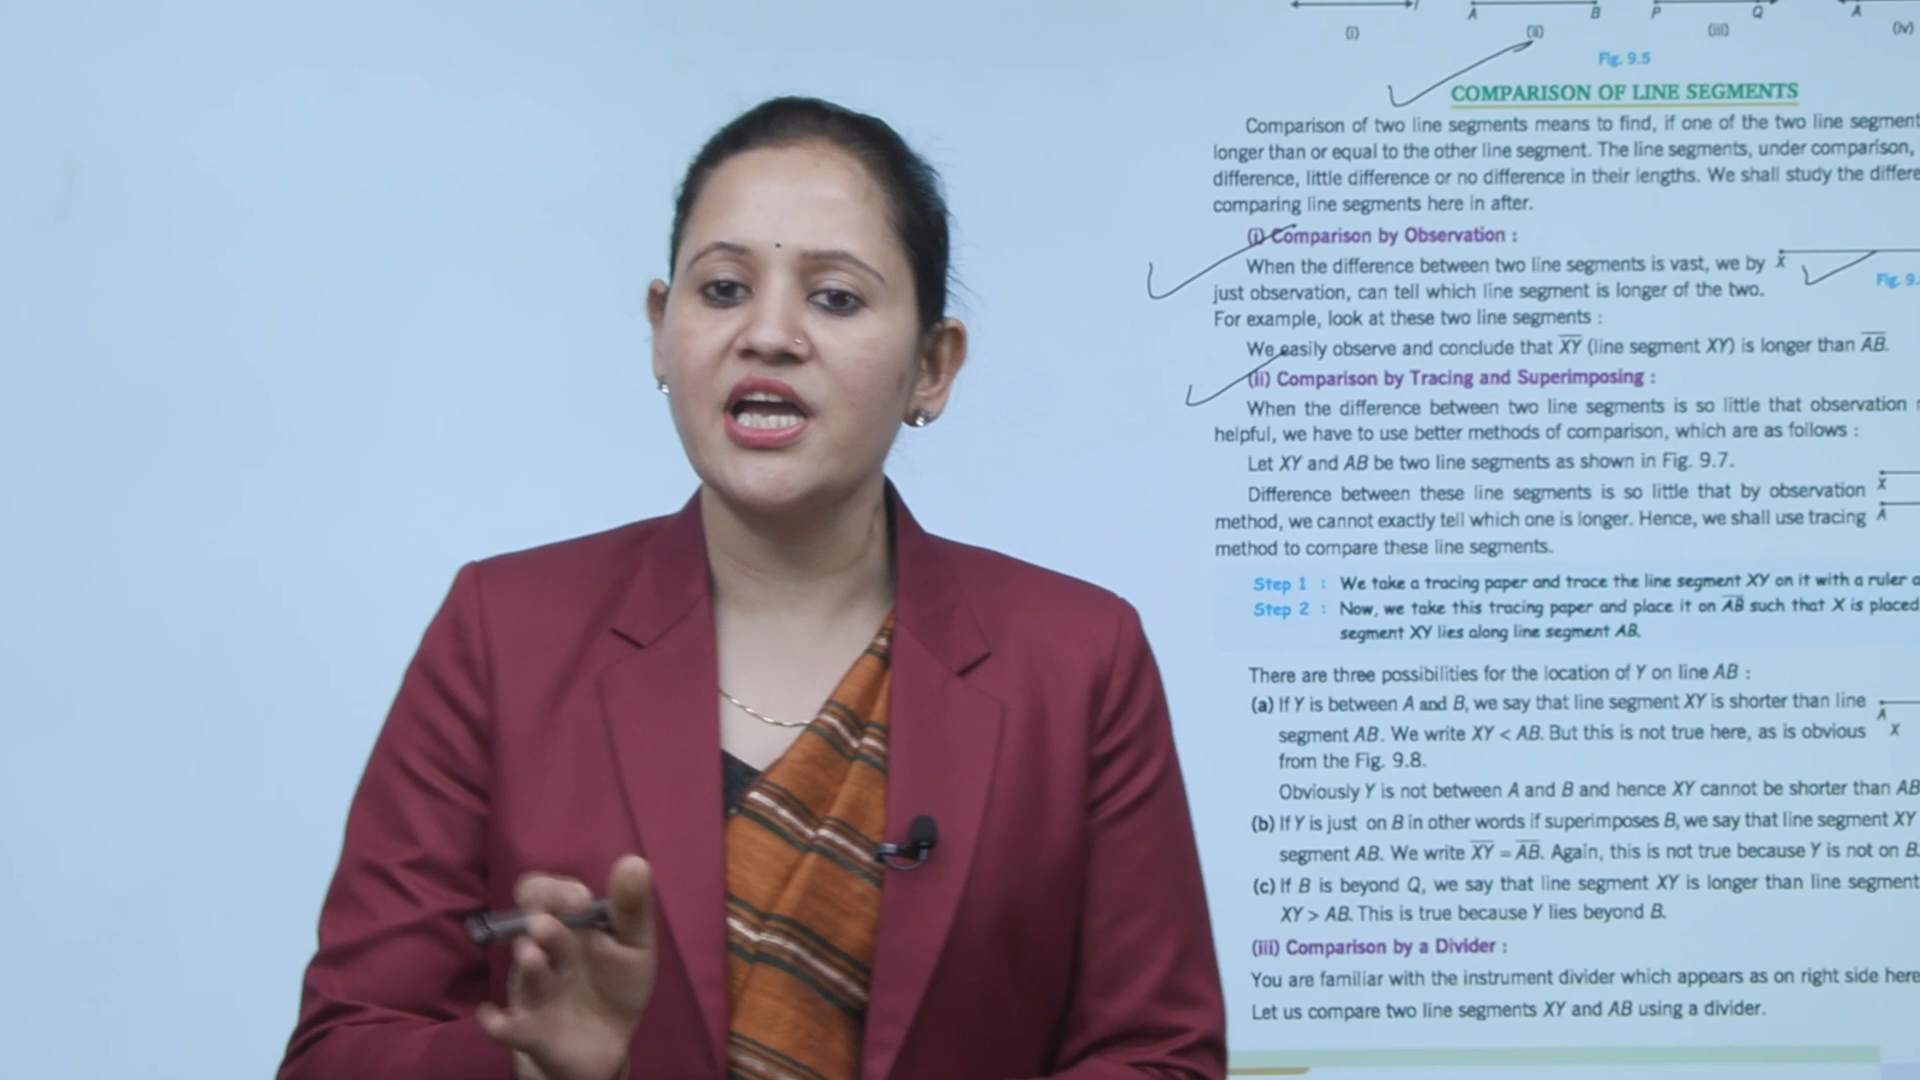 A B P Q A
(i) (ii) (iii) (iv)
Fig. 9.5
COMPARISON OF LINE SEGMENTS
Comparison of two line segments means to find, if one of the two line segment
longer than or equal to the other line segment. The line segments, under comparison,
difference, little difference or no difference in their lengths. We shall study the differe
comparing line segments here in after.
(i) Comparison by Observation :
When the difference between two line segments is vast, we by X
just observation, can tell which line segment is longer of the two. Fig. 9.
For example, look at these two line segments :
We easily observe and conclude that X̅Y̅ (line segment XY) is longer than A̅B̅.
(ii) Comparison by Tracing and Superimposing :
When the difference between two line segments is so little that observation
helpful, we have to use better methods of comparison, which are as follows :
Let XY and AB be two line segments as shown in Fig. 9.7.
Difference between these line segments is so little that by observation X
method, we cannot exactly tell which one is longer. Hence, we shall use tracing A
method to compare these line segments.
Step 1 : We take a tracing paper and trace the line segment XY on it with a ruler a
Step 2 : Now, we take this tracing paper and place it on A̅B̅ such that X is placed
segment XY lies along line segment AB.
There are three possibilities for the location of Y on line AB :
(a) If Y is between A and B, we say that line segment XY is shorter than line A
segment AB. We write XY < AB. But this is not true here, as is obvious X
from the Fig. 9.8.
Obviously Y is not between A and B and hence XY cannot be shorter than AB
(b) If Y is just on B in other words if superimposes B, we say that line segment XY
segment AB. We write X̅Y̅ = A̅B̅. Again, this is not true because Y is not on B.
(c) If B is beyond Q, we say that line segment XY is longer than line segment
XY > AB. This is true because Y lies beyond B.
(iii) Comparison by a Divider :
You are familiar with the instrument divider which appears as on right side here
Let us compare two line segments XY and AB using a divider.